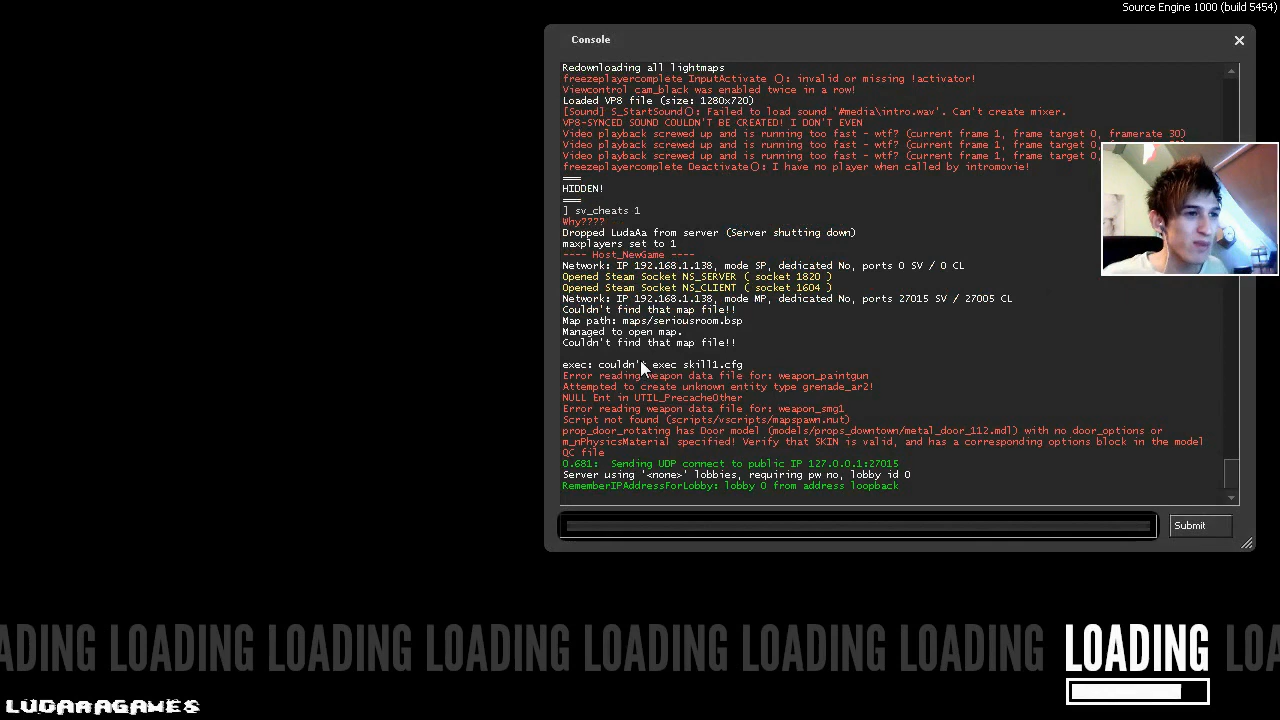 Source Engine 1000 (build 5454)
Console
Redownloading all lightmaps
freezeplayercomplete InputActivate (): invalid or missing !activator!
Viewcontrol cam_black was enabled twice in a row!
Loaded VP8 file (size: 1280x720)
[Sound] S_StartSound(): Failed to load sound '#media\intro.wav'. Can't create mixer.
VP8-SYNCED SOUND COULDN'T BE CREATED! I DON'T EVEN
Video playback screwed up and is running too fast - wtf? (current frame 1, frame target 0, framerate 30)
Video playback screwed up and is running too fast - wtf? (current frame 1, frame target 0,
Video playback screwed up and is running too fast - wtf? (current frame 1, frame target 0,
freezeplayercomplete Deactivate(): I have no player when called by intromovie!
====
HIDDEN!
====
] sv_cheats 1
Why????
Dropped LudaAa from server (Server shutting down)
maxplayers set to 1
---- Host_NewGame ----
Network: IP 192.168.1.138, mode SP, dedicated No, ports 0 SV / 0 CL
Opened Steam Socket NS_SERVER ( socket 1820 )
Opened Steam Socket NS_CLIENT ( socket 1604 )
Network: IP 192.168.1.138, mode MP, dedicated No, ports 27015 SV / 27005 CL
Couldn't find that map file!!
Map path: maps/seriousroom.bsp
Managed to open map.
Couldn't find that map file!!
exec: couldn't exec skill1.cfg
Error reading weapon data file for: weapon_paintgun
Attempted to create unknown entity type grenade_ar2!
NULL Ent in UTIL_PrecacheOther
Error reading weapon data file for: weapon_smg1
Script not found (scripts/vscripts/mapspawn.nut)
prop_door_rotating has Door model (models/props_downtown/metal_door_112.mdl) with no door_options or
m_nPhysicsMaterial specified! Verify that SKIN is valid, and has a corresponding options block in the model
QC file
0.681: Sending UDP connect to public IP 127.0.0.1:27015
Server using '<none>' lobbies, requiring pw no, lobby id 0
RememberIPAddressForLobby: lobby 0 from address loopback
Submit
ADING LOADING LOADING LOADING LOADING LOADING LOADING LOADING LOA
LUDAAAGAMES